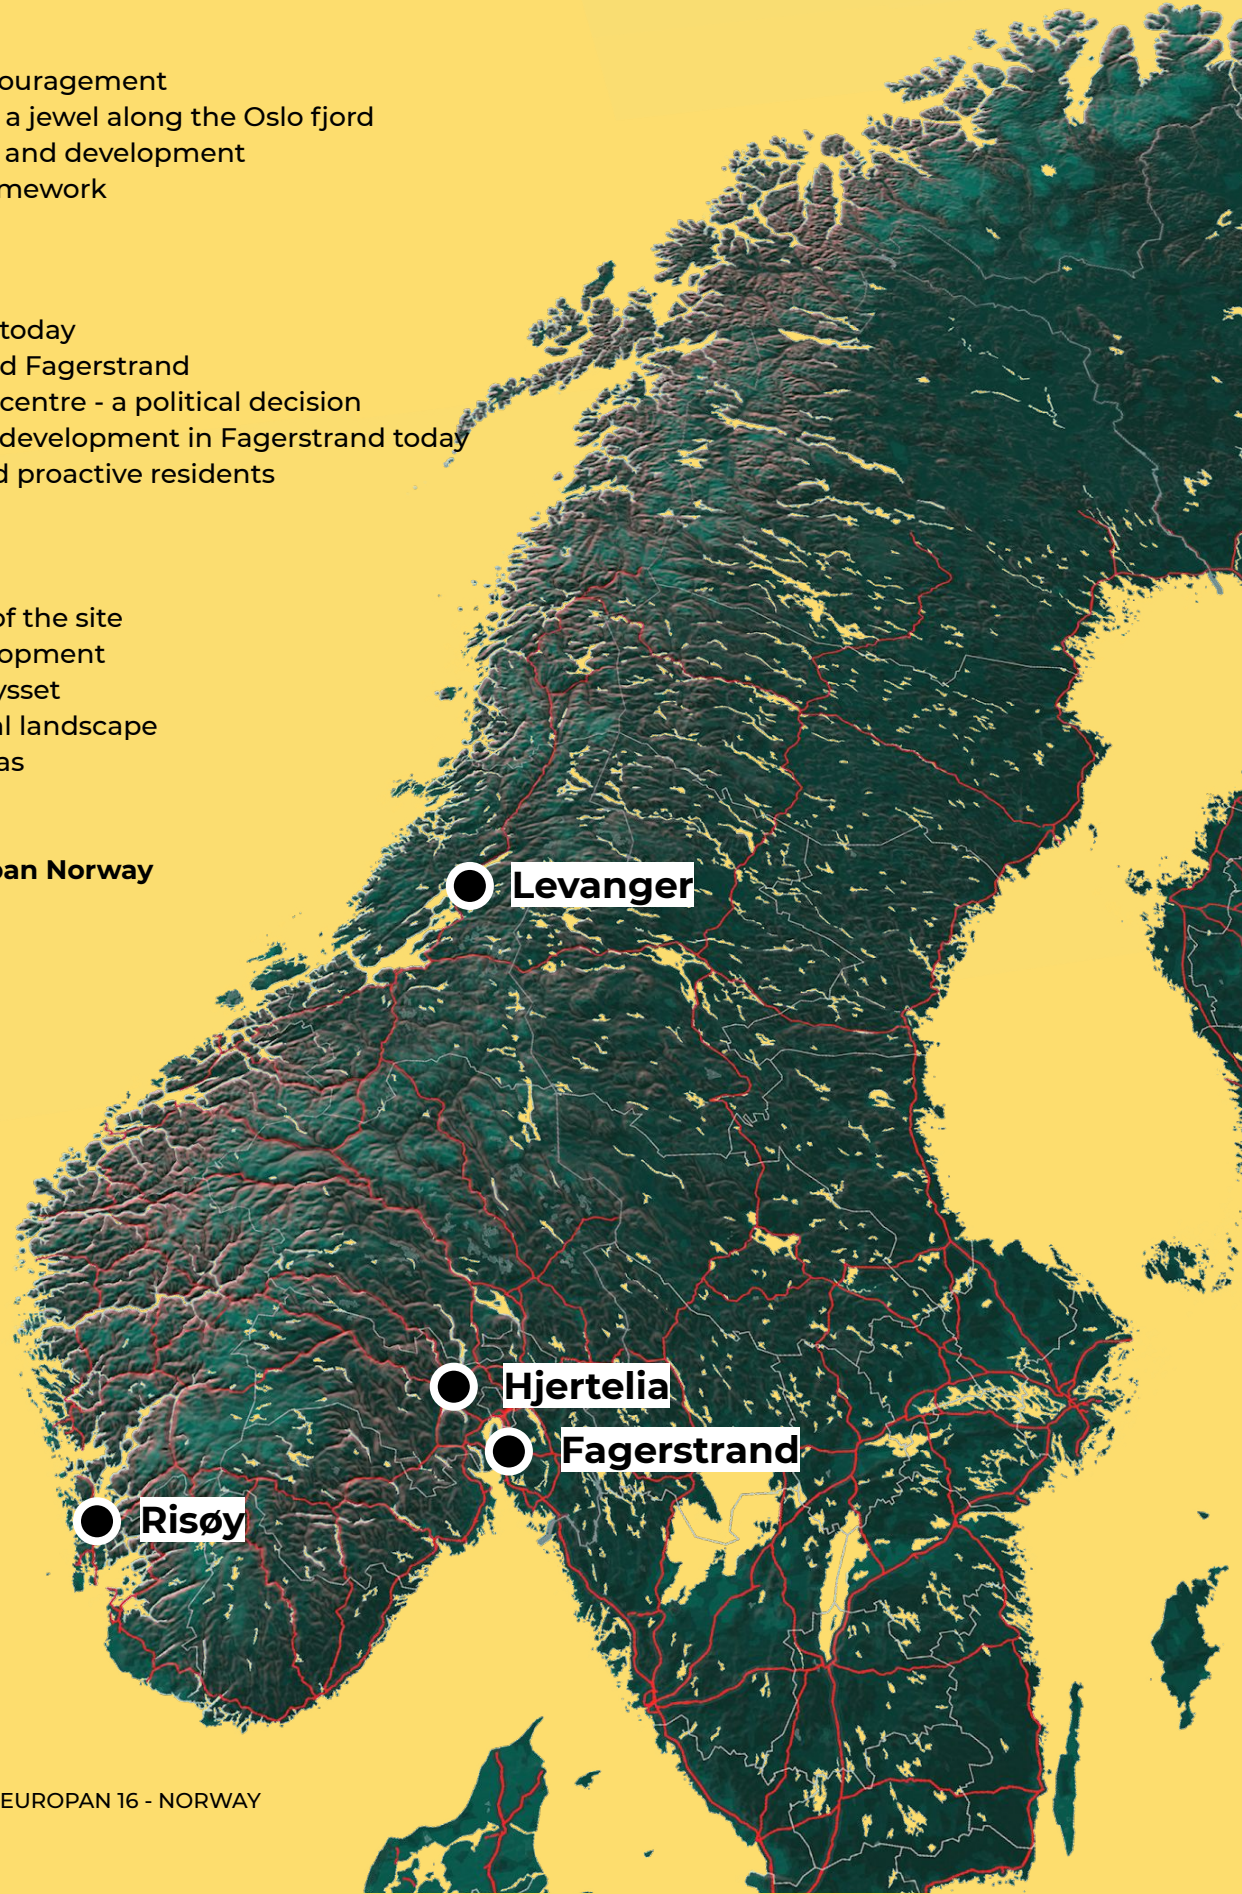 ouragement
a jewel along the Oslo fjord
and development
mework
today
d Fagerstrand
centre - a political decision
development in Fagerstrand today
d proactive residents
of the site
opment
ysset
al landscape
as
pan Norway
Levanger
Hjertelia
Fagerstrand
Risøy
EUROPAN 16 - NORWAY